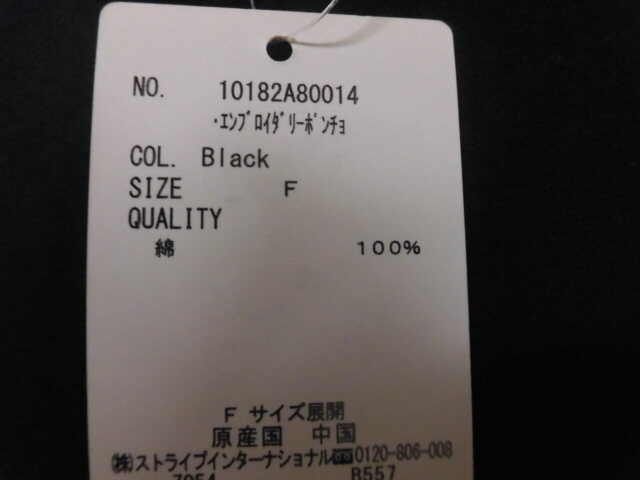 NO. 10182A80014
・ｴﾝﾌﾞﾛｲﾀﾞﾘｰﾎﾟﾝﾁｮ
COL. Black
SIZE F
QUALITY
綿 100%
F サイズ展開
原産国 中国
㈱ストライプインターナショナル 0120-806-008
7054 B557